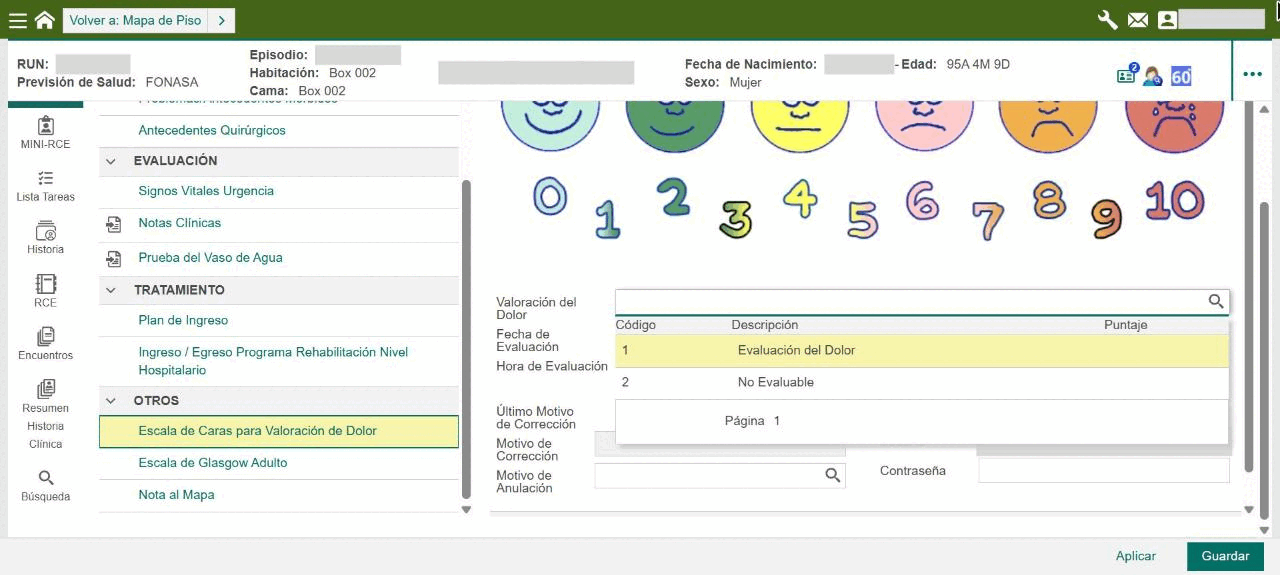 Volver a: Mapa de Piso
RUN:
Previsión de Salud: FONASA
Episodio:
Habitación: Box 002
Cama: Box 002
Fecha de Nacimiento: - Edad: 95A 4M 9D
Sexo: Mujer
2
60
MINI-RCE
Lista Tareas
Historia
RCE
Encuentros
Resumen
Historia
Clínica
Búsqueda
Problemas/Antecedentes Mórbidos
Antecedentes Quirúrgicos
EVALUACIÓN
Signos Vitales Urgencia
Notas Clínicas
Prueba del Vaso de Agua
TRATAMIENTO
Plan de Ingreso
Ingreso / Egreso Programa Rehabilitación Nivel
Hospitalario
OTROS
Escala de Caras para Valoración de Dolor
Escala de Glasgow Adulto
Nota al Mapa
0 1 2 3 4 5 6 7 8 9 10
Valoración del
Dolor
Código Descripción Puntaje
1 Evaluación del Dolor
2 No Evaluable
Página 1
Fecha de
Evaluación
Hora de Evaluación
Último Motivo
de Corrección
Motivo de
Corrección
Motivo de
Anulación
Contraseña
Aplicar
Guardar